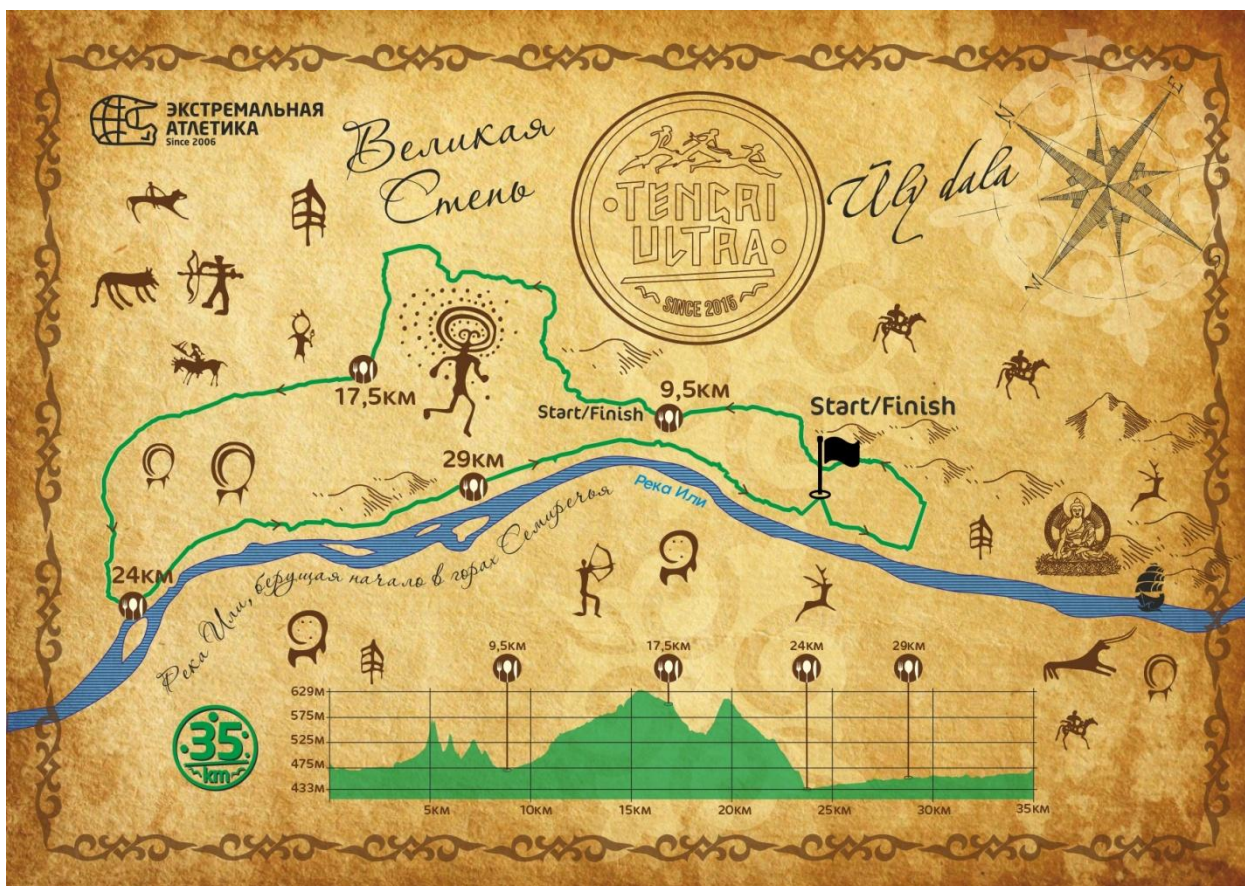 ЭКСТРЕМАЛЬНАЯ
АТЛЕТИКА
Since 2006
Великая
Степь
TENGRI
ULTRA
SINCE 2015
Ūly dala
N
E
W
S
17,5КМ
Start/Finish
9,5КМ
Start/Finish
29КМ
Река Или
24КМ
Река Или, берущая начало в горах Семиречья
35
km
9,5КМ
17,5КМ
24КМ
29КМ
629М
575М
525М
475М
433М
5КМ
10КМ
15КМ
20КМ
25КМ
30КМ
35КМ